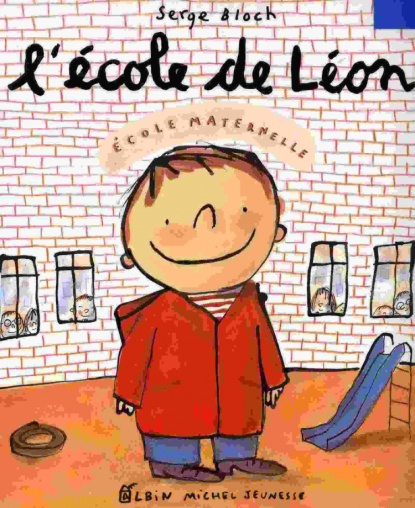 Serge Bloch
l'école de Léon
ÉCOLE MATERNELLE
ALBIN MICHEL JEUNESSE